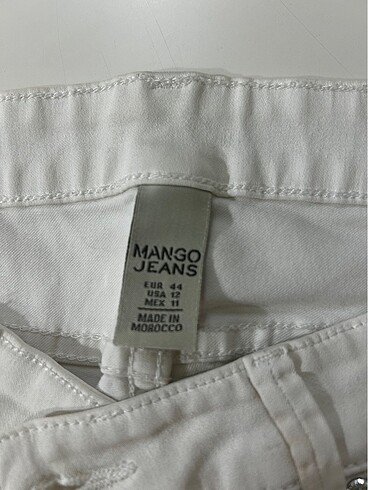 MANGO
JEANS
EUR 44
USA 12
MEX 11
MADE IN
MOROCCO